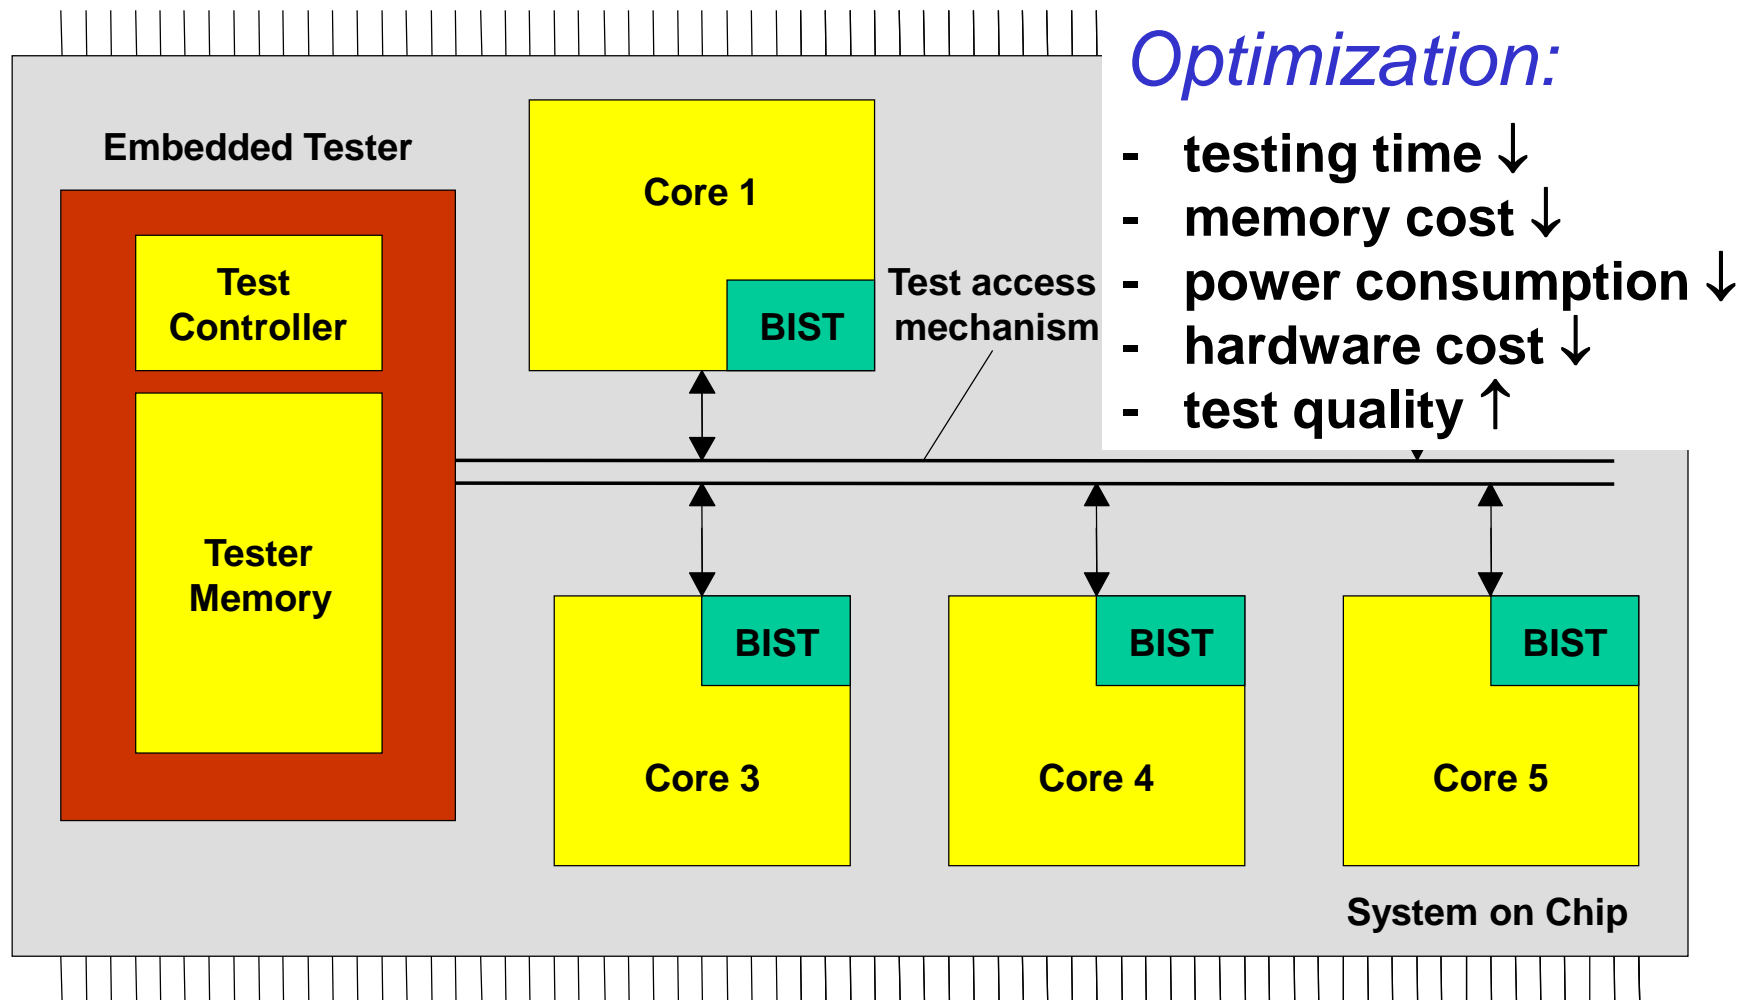 Optimization:
- testing time ↓
- memory cost ↓
- power consumption ↓
- hardware cost ↓
- test quality ↑
Embedded Tester
Test
Controller
Tester
Memory
Core 1
BIST
Test access
mechanism
BIST
Core 3
BIST
Core 4
BIST
Core 5
System on Chip